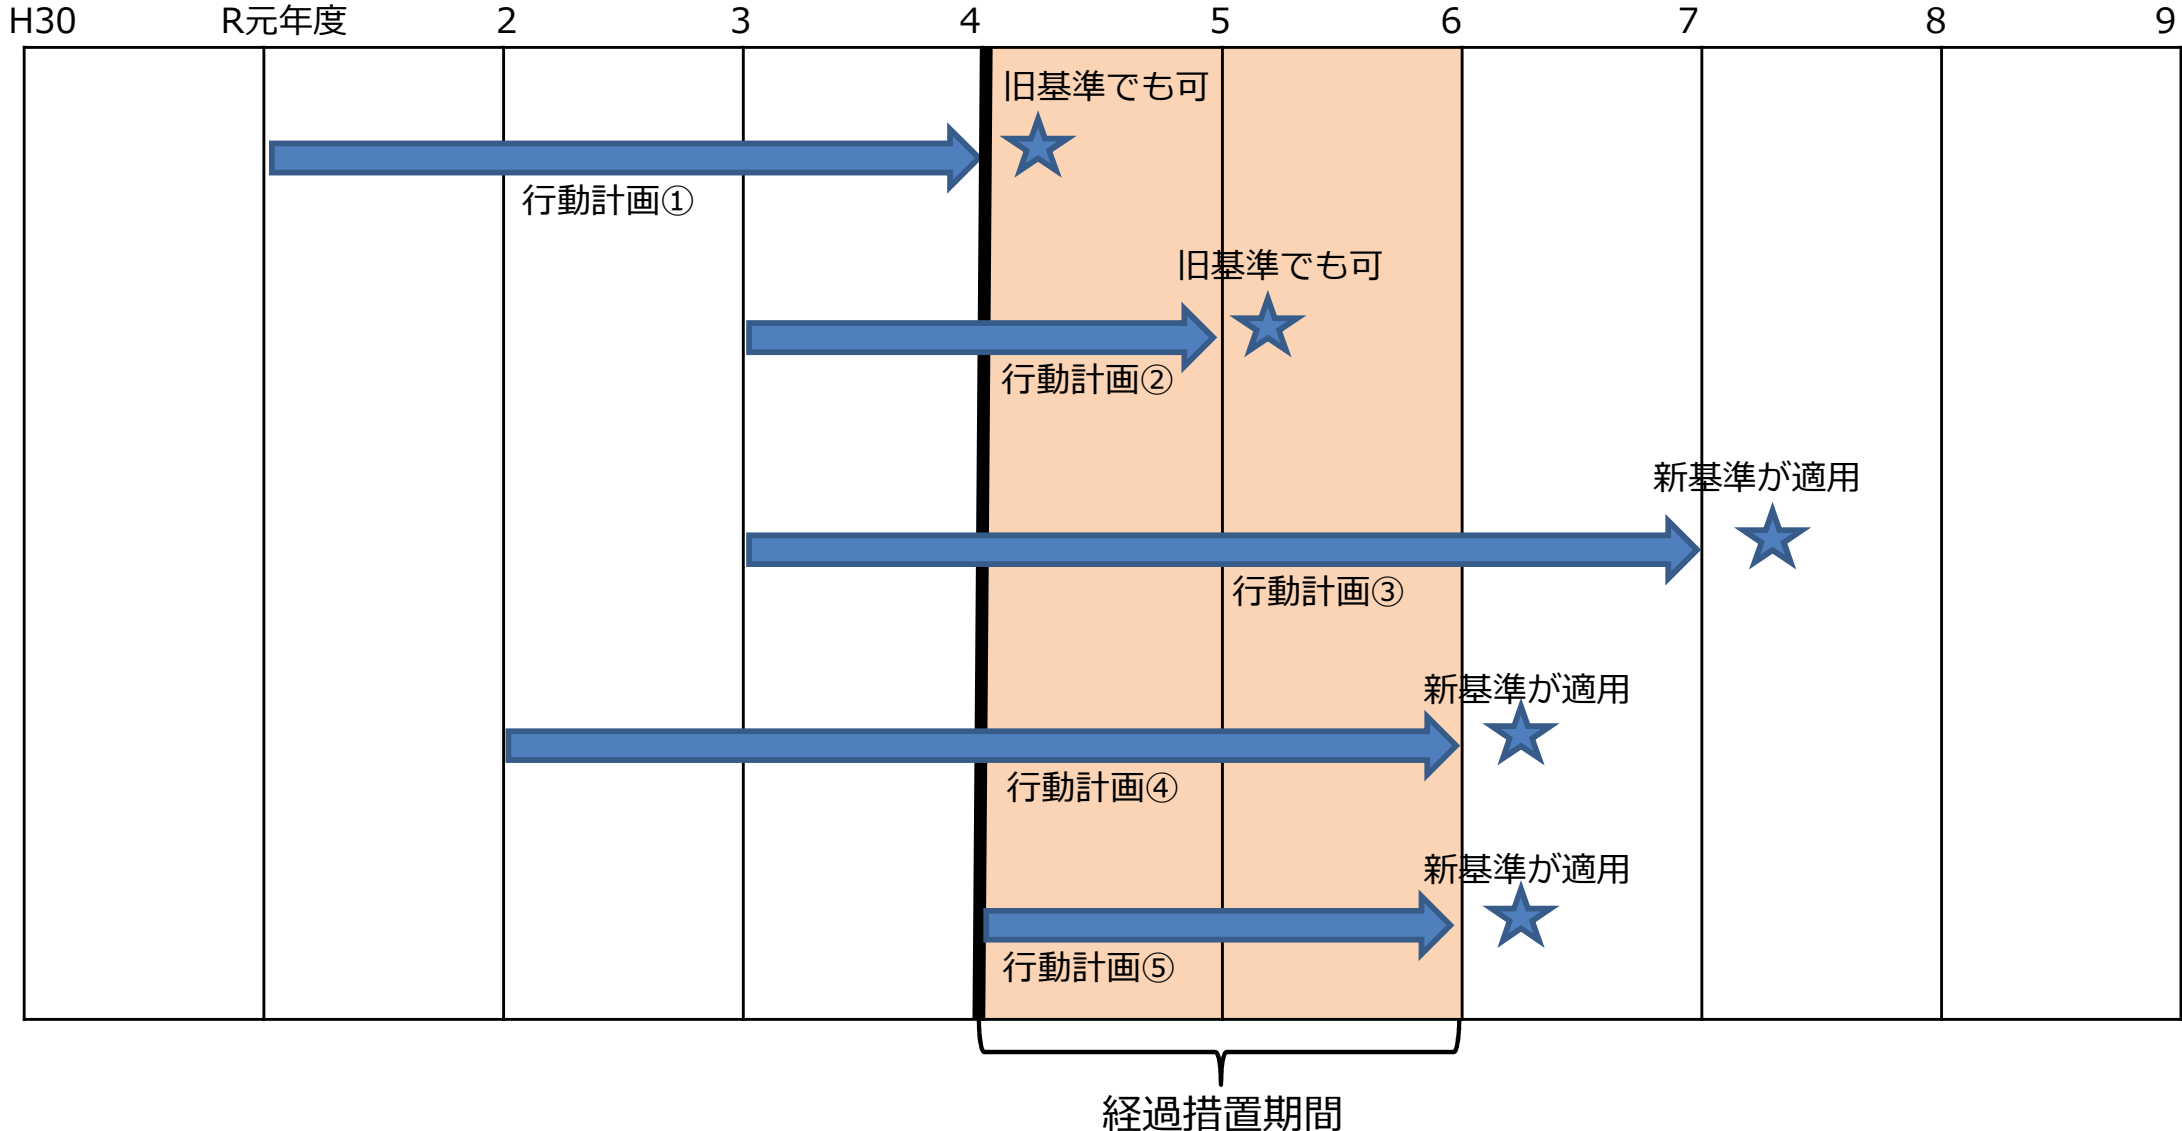 H30 R元年度 2 3 4 5 6 7 8 9
旧基準でも可
行動計画①
旧基準でも可
行動計画②
新基準が適用
行動計画③
新基準が適用
行動計画④
新基準が適用
行動計画⑤
経過措置期間